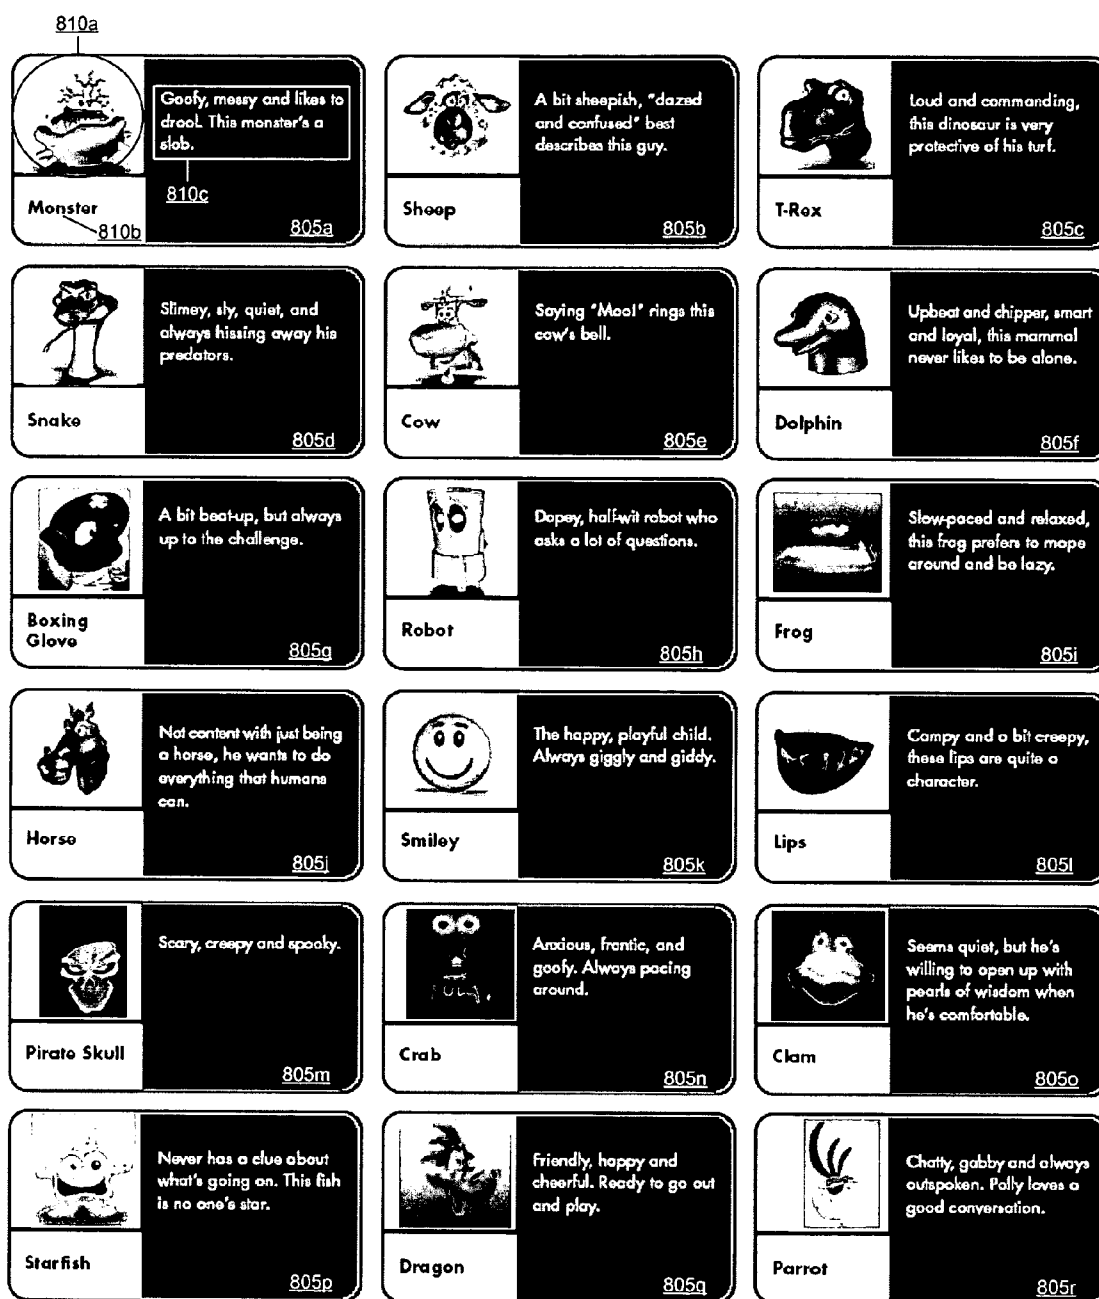 810a
Goofy, messy and likes to
drool. This monster's a
slob.
810c
Monster
810b
805a
A bit sheepish, "dazed
and confused" best
describes this guy.
Sheep
805b
Loud and commanding,
this dinosaur is very
protective of his turf.
T-Rex
805c
Slimey, sly, quiet, and
always hissing away his
predators.
Snake
805d
Saying "Moo!" rings this
cow's bell.
Cow
805e
Upbeat and chipper, smart
and loyal, this mammal
never likes to be alone.
Dolphin
805f
A bit beat-up, but always
up to the challenge.
Boxing
Glove
805g
Dopey, half-wit robot who
asks a lot of questions.
Robot
805h
Slow-paced and relaxed,
this frog prefers to mope
around and be lazy.
Frog
805i
Not content with just being
a horse, he wants to do
everything that humans
can.
Horse
805j
The happy, playful child.
Always giggly and giddy.
Smiley
805k
Campy and a bit creepy,
these lips are quite a
character.
Lips
805l
Scary, creepy and spooky.
Pirate Skull
805m
Anxious, frantic, and
goofy. Always pacing
around.
Crab
805n
Seems quiet, but he's
willing to open up with
pearls of wisdom when
he's comfortable.
Clam
805o
Never has a clue about
what's going on. This fish
is no one's star.
Starfish
805p
Friendly, happy and
cheerful. Ready to go out
and play.
Dragon
805q
Chatty, gabby and always
outspoken. Polly loves a
good conversation.
Parrot
805r